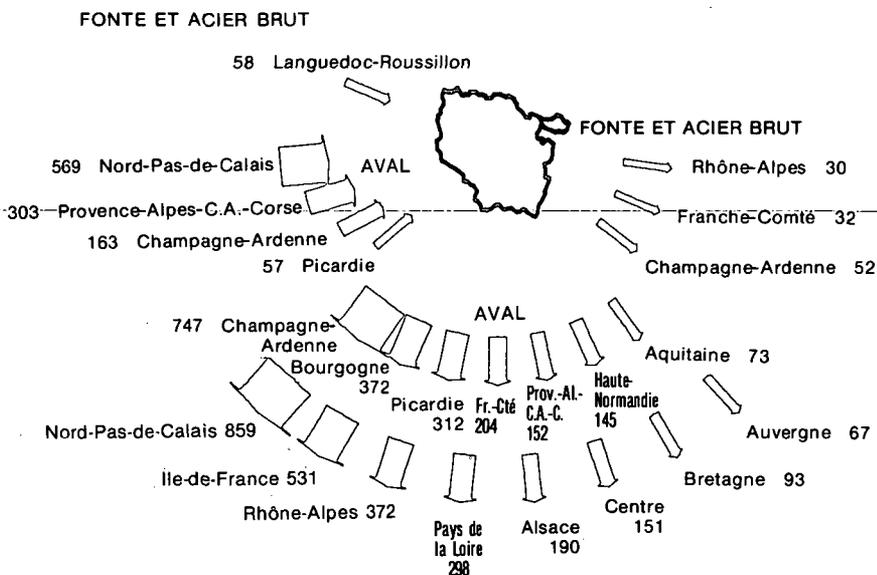 FONTE ET ACIER BRUT
58 Languedoc-Roussillon
FONTE ET ACIER BRUT
569 Nord-Pas-de-Calais
AVAL
Rhône-Alpes 30
303 Provence-Alpes-C.A.-Corse
Franche-Comté 32
163 Champagne-Ardenne
57 Picardie
Champagne-Ardenne 52
AVAL
747 Champagne-
Ardenne
Bourgogne
372
Picardie
312
Fr.-Cté
204
Prov.-Al.-
C.A.-C.
152
Haute-
Normandie
145
Aquitaine 73
Auvergne 67
Nord-Pas-de-Calais 859
Ile-de-France 531
Rhône-Alpes 372
Pays de
la Loire
298
Alsace
190
Centre
151
Bretagne 93